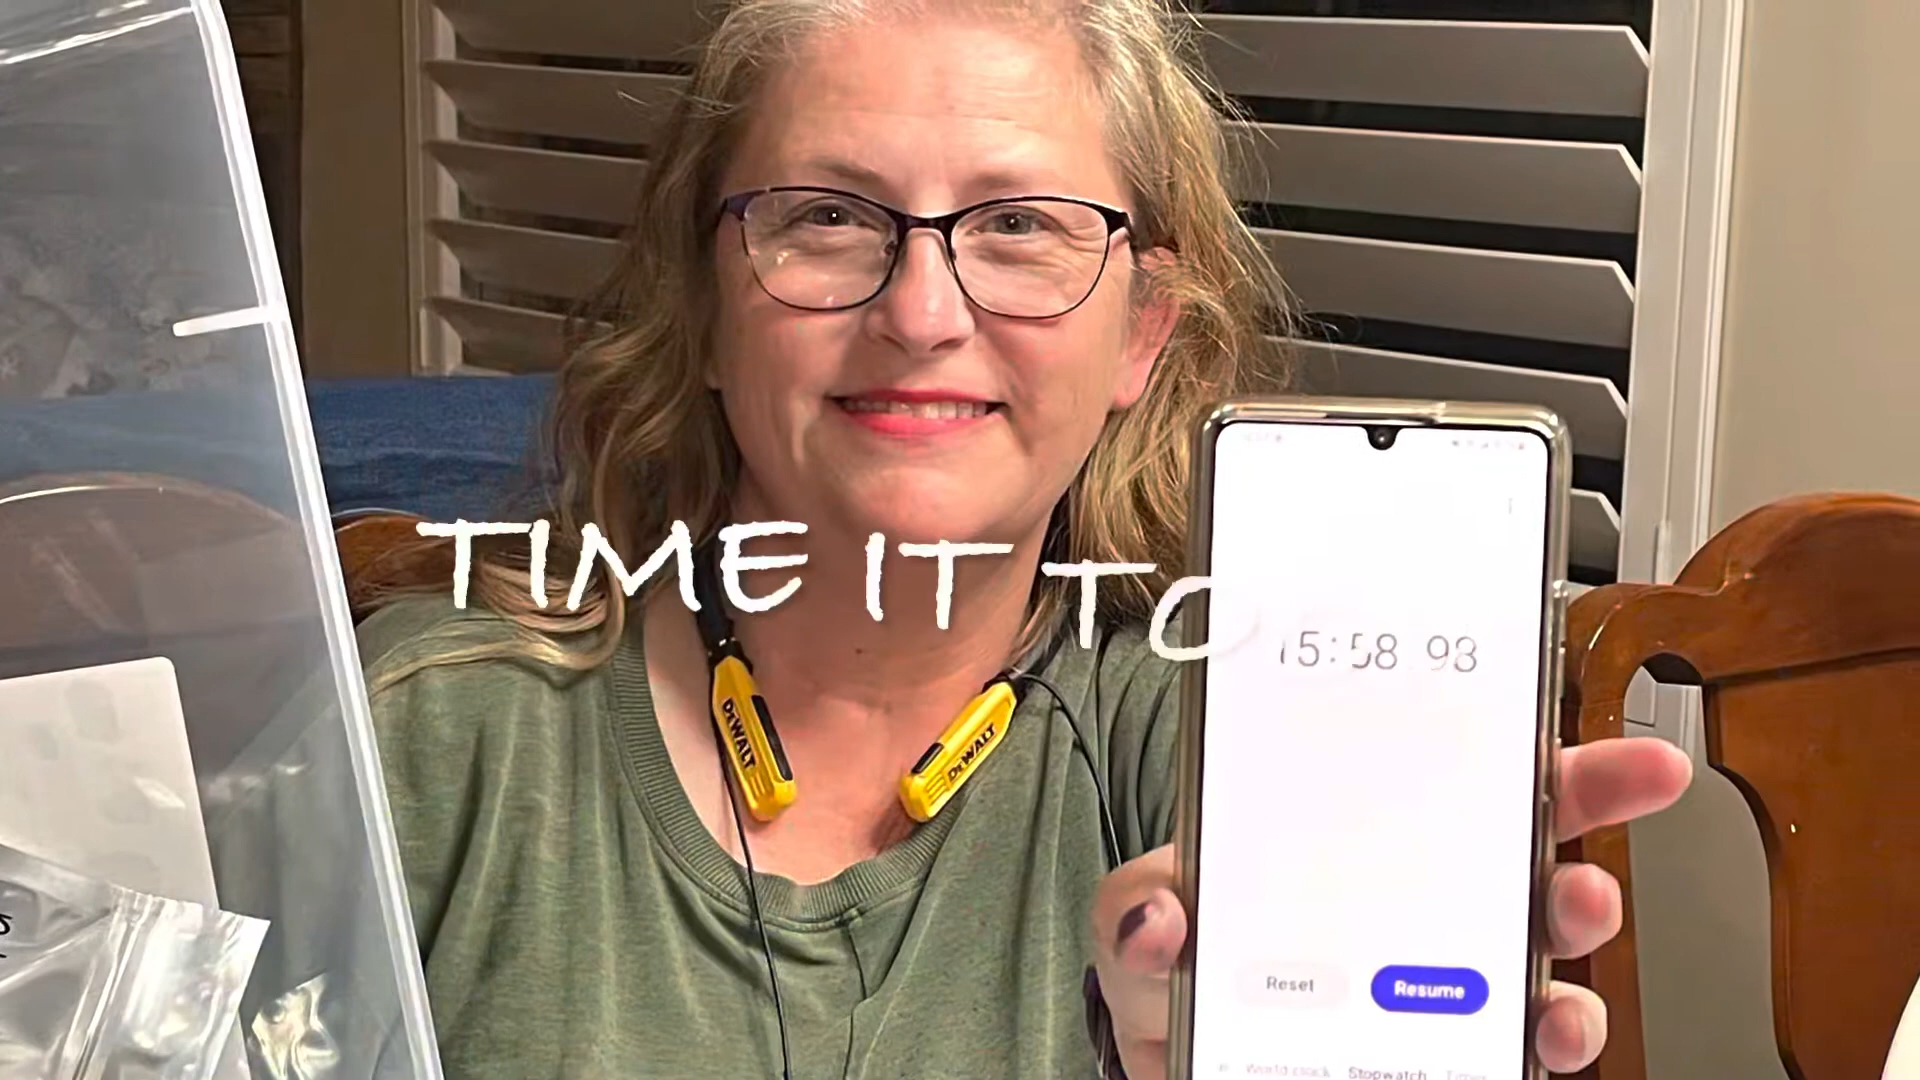 TIME IT TO
15:58 98
DEWALT
DEWALT
Reset
Resume
World clock
Stopwatch